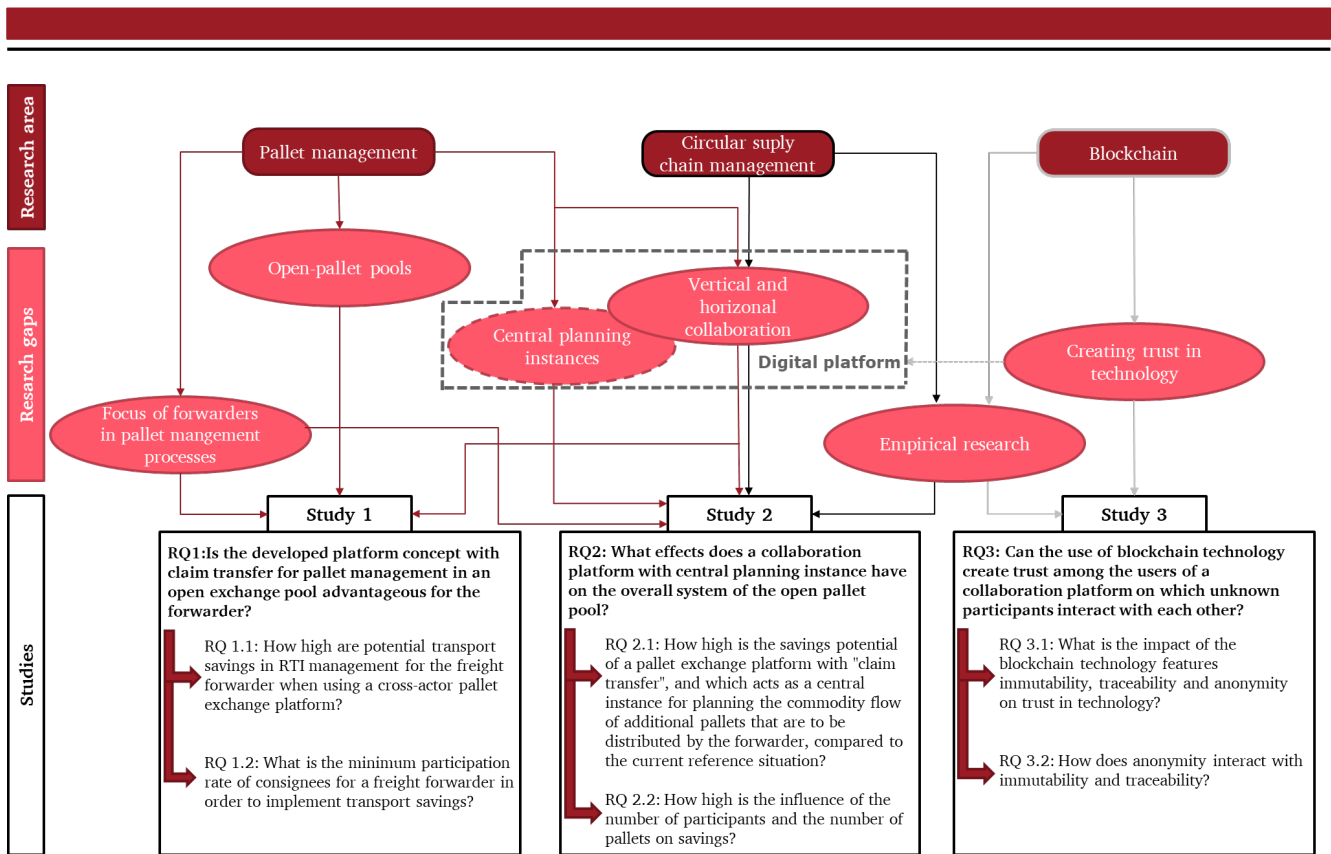 Research area
Pallet management
Circular suply
chain management
Blockchain
Research gaps
Open-pallet pools
Vertical and
horizonal
collaboration
Central planning
instances
Digital platform
Creating trust in
technology
Focus of forwarders
in pallet mangement
processes
Empirical research
Studies
Study 1
RQ1:Is the developed platform concept with
claim transfer for pallet management in an
open exchange pool advantageous for the
forwarder?
RQ 1.1: How high are potential transport
savings in RTI management for the freight
forwarder when using a cross-actor pallet
exchange platform?
RQ 1.2: What is the minimum participation
rate of consignees for a freight forwarder in
order to implement transport savings?
Study 2
RQ2: What effects does a collaboration
platform with central planning instance have
on the overall system of the open pallet
pool?
RQ 2.1: How high is the savings potential
of a pallet exchange platform with "claim
transfer", and which acts as a central
instance for planning the commodity flow
of additional pallets that are to be
distributed by the forwarder, compared to
the current reference situation?
RQ 2.2: How high is the influence of the
number of participants and the number of
pallets on savings?
Study 3
RQ3: Can the use of blockchain technology
create trust among the users of a
collaboration platform on which unknown
participants interact with each other?
RQ 3.1: What is the impact of the
blockchain technology features
immutability, traceability and anonymity
on trust in technology?
RQ 3.2: How does anonymity interact with
immutability and traceability?